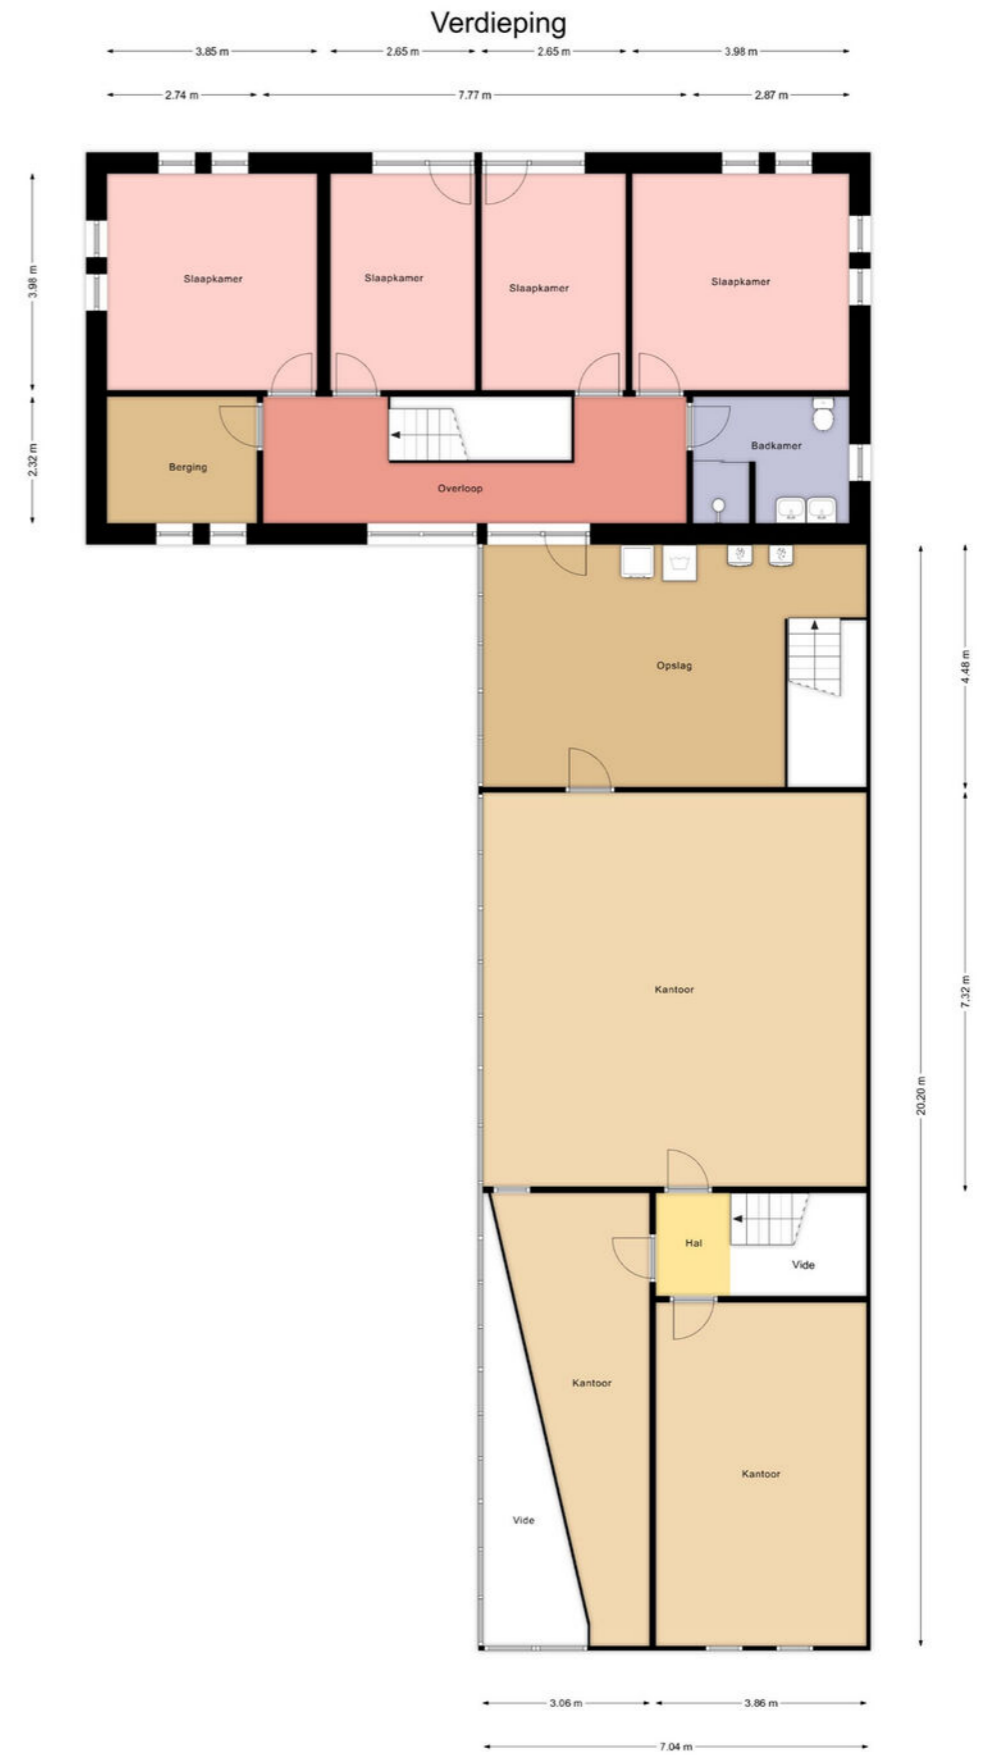 Verdieping
3.85 m
2.65 m
2.65 m
3.98 m
2.74 m
7.77 m
2.87 m
3.98 m
Slaapkamer
Slaapkamer
Slaapkamer
Slaapkamer
2.32 m
Berging
Overloop
Badkamer
Opslag
4.48 m
Kantoor
7.32 m
20.20 m
Hal
Vide
Kantoor
Kantoor
Vide
3.06 m
3.86 m
7.04 m